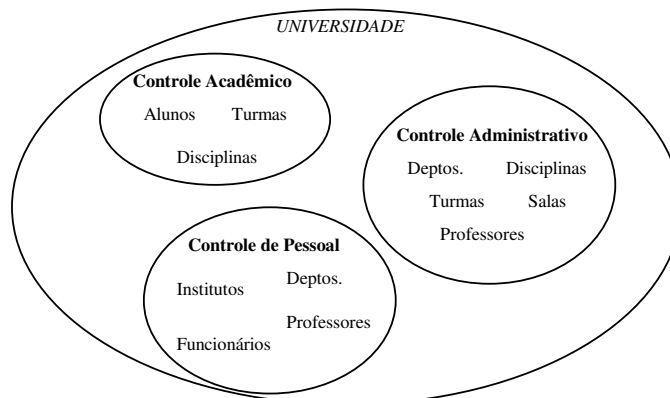 UNIVERSIDADE
Controle Acadêmico
Alunos Turmas
Disciplinas
Controle Administrativo
Deptos. Disciplinas
Turmas Salas
Professores
Controle de Pessoal
Deptos.
Institutos
Professores
Funcionários